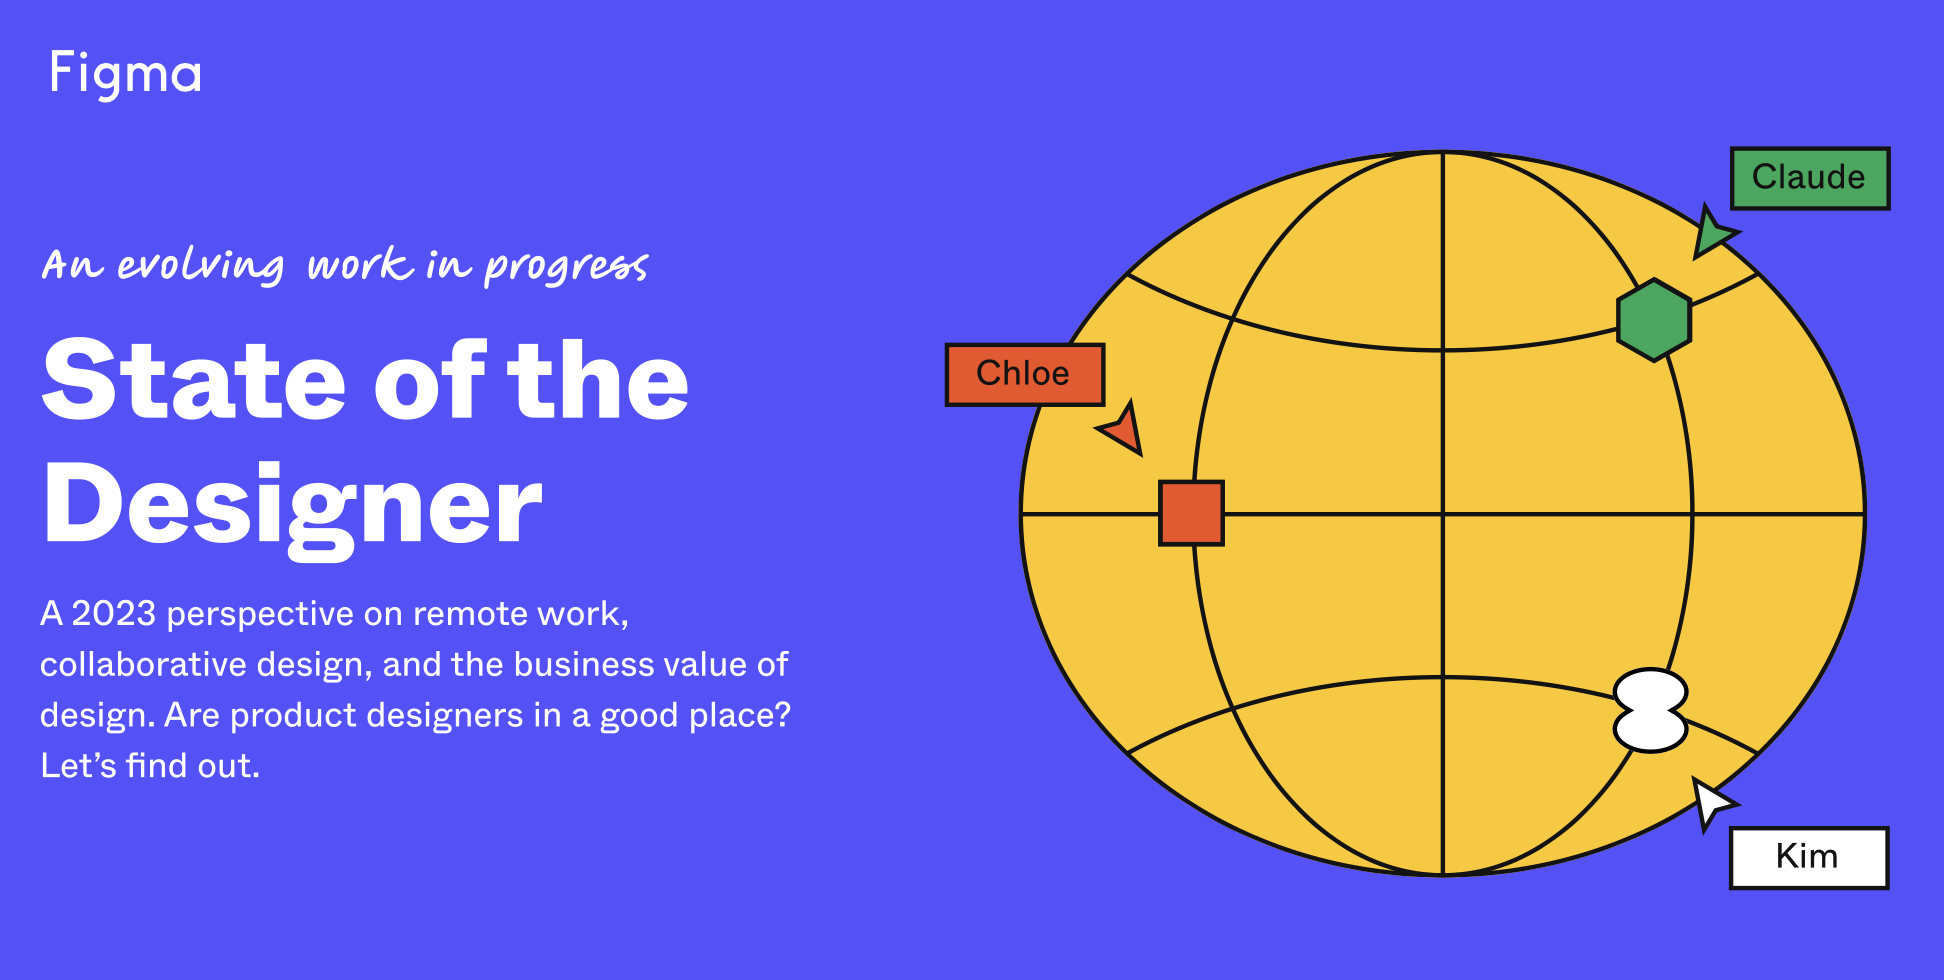 Figma
An evolving work in progress
State of the
Designer
A 2023 perspective on remote work,
collaborative design, and the business value of
design. Are product designers in a good place?
Let’s find out.
Claude
Chloe
Kim